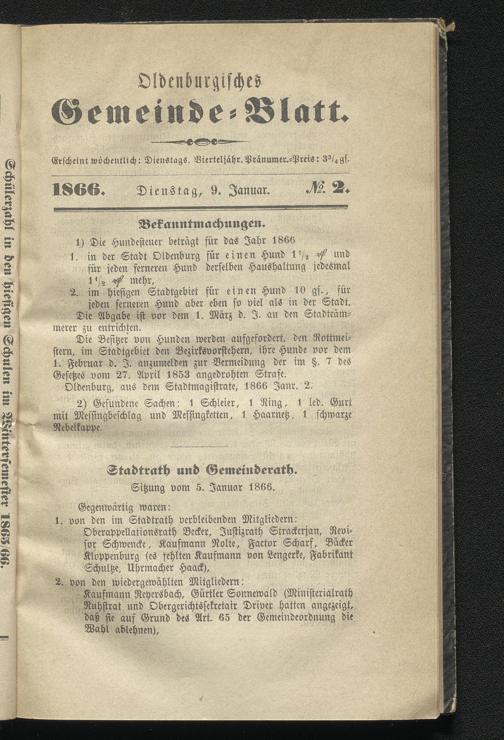 Oldenburgisches
Gemeinde-Blatt.
Erscheint wöchentlich: Dienstags. Vierteljähr. Pränumer.-Preis: 3³/₄ gs.
1866. Dienstag, 9. Januar. №. 2.
Bekanntmachungen.
1) Die Hundesteuer beträgt für das Jahr 1866
1. in der Stadt Oldenburg für einen Hund 1¹/₂ ₰ und
für jeden ferneren Hund derselben Haushaltung jedesmal
1¹/₂ ₰ mehr,
2. im hiesigen Stadtgebiet für einen Hund 10 gs., für
jeden ferneren Hund aber eben so viel als in der Stadt.
Die Abgabe ist vor dem 1. März d. J. an den Stadtkäm-
merer zu entrichten.
Die Besitzer von Hunden werden aufgefordert, den Rottmei-
stern, im Stadtgebiet den Bezirksvorstehern, ihre Hunde vor dem
1. Februar d. J. anzumelden zur Vermeidung der im §. 7 des
Gesetzes vom 27. April 1853 angedrohten Strafe.
Oldenburg, aus dem Stadtmagistrate, 1866 Janr. 2.
2) Gefundene Sachen: 1 Schleier, 1 Ring, 1 led. Gurt
mit Messingbeschlag und Messingketten, 1 Haarnetz, 1 schwarze
Nebelkappe.
Stadtrath und Gemeinderath.
Sitzung vom 5. Januar 1866.
Gegenwärtig waren:
1. von den im Stadtrath verbleibenden Mitgliedern:
Oberappellationsrath Becker, Justizrath Strackerjan, Revi-
sor Schwencke, Kaufmann Nolte, Factor Scharf, Bäcker
Kloppenburg (es fehlten Kaufmann von Lengerke, Fabrikant
Schultze, Uhrmacher Haack),
2. von den wiedergewählten Mitgliedern:
Kaufmann Reyersbach, Gürtler Sonnewald (Ministerialrath
Ruhstrat und Obergerichtssekretair Driver hatten angezeigt,
daß sie auf Grund des Art. 65 der Gemeindeordnung die
Wahl ablehnen),
Schülerzahl in den hiesigen Schulen im Wintersemester 1865/66.